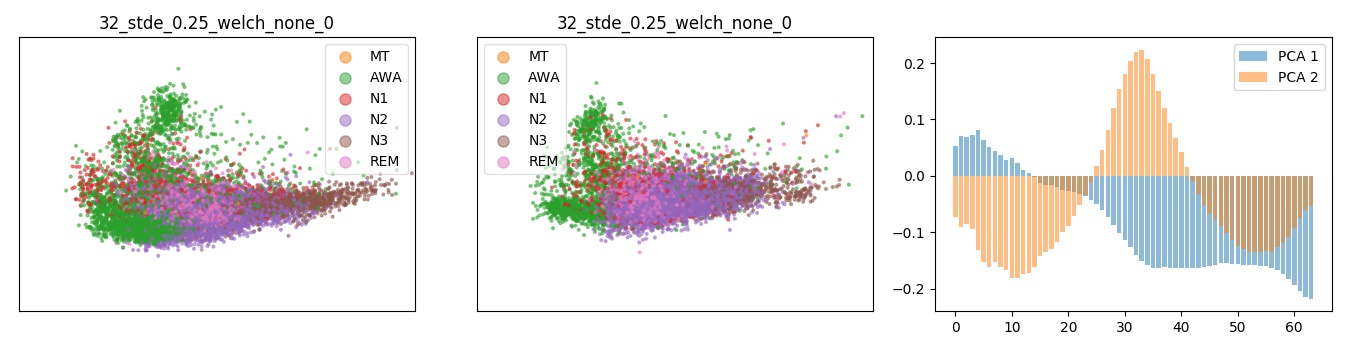 32_stde_0.25_welch_none_0
MT
AWA
N1
N2
N3
REM
32_stde_0.25_welch_none_0
MT
AWA
N1
N2
N3
REM
PCA 1
PCA 2
0.2
0.1
0.0
−0.1
−0.2
0 10 20 30 40 50 60